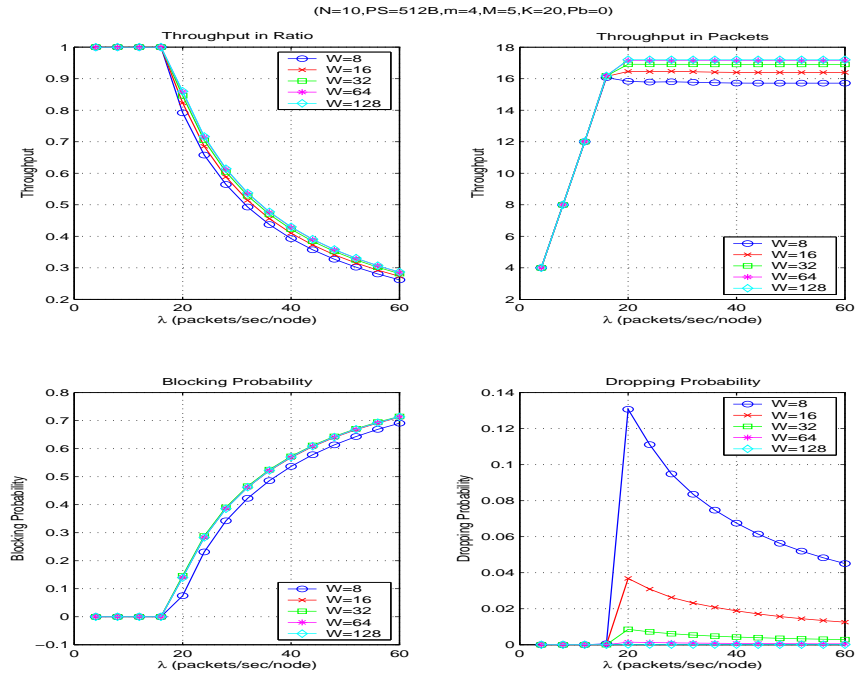 (N=10,PS=512B,m=4,M=5,K=20,Pb=0)
Throughput in Ratio
1
0.9
0.8
0.7
0.6
0.5
0.4
0.3
0.2
Throughput
0 20 40 60
λ (packets/sec/node)
W=8
W=16
W=32
W=64
W=128
Throughput in Packets
18
16
14
12
10
8
6
4
2
Throughput
0 20 40 60
λ (packets/sec/node)
W=8
W=16
W=32
W=64
W=128
Blocking Probability
0.8
0.7
0.6
0.5
0.4
0.3
0.2
0.1
0
−0.1
Blocking Probability
0 20 40 60
λ (packets/sec/node)
W=8
W=16
W=32
W=64
W=128
Dropping Probability
0.14
0.12
0.1
0.08
0.06
0.04
0.02
0
Dropping Probability
0 20 40 60
λ (packets/sec/node)
W=8
W=16
W=32
W=64
W=128